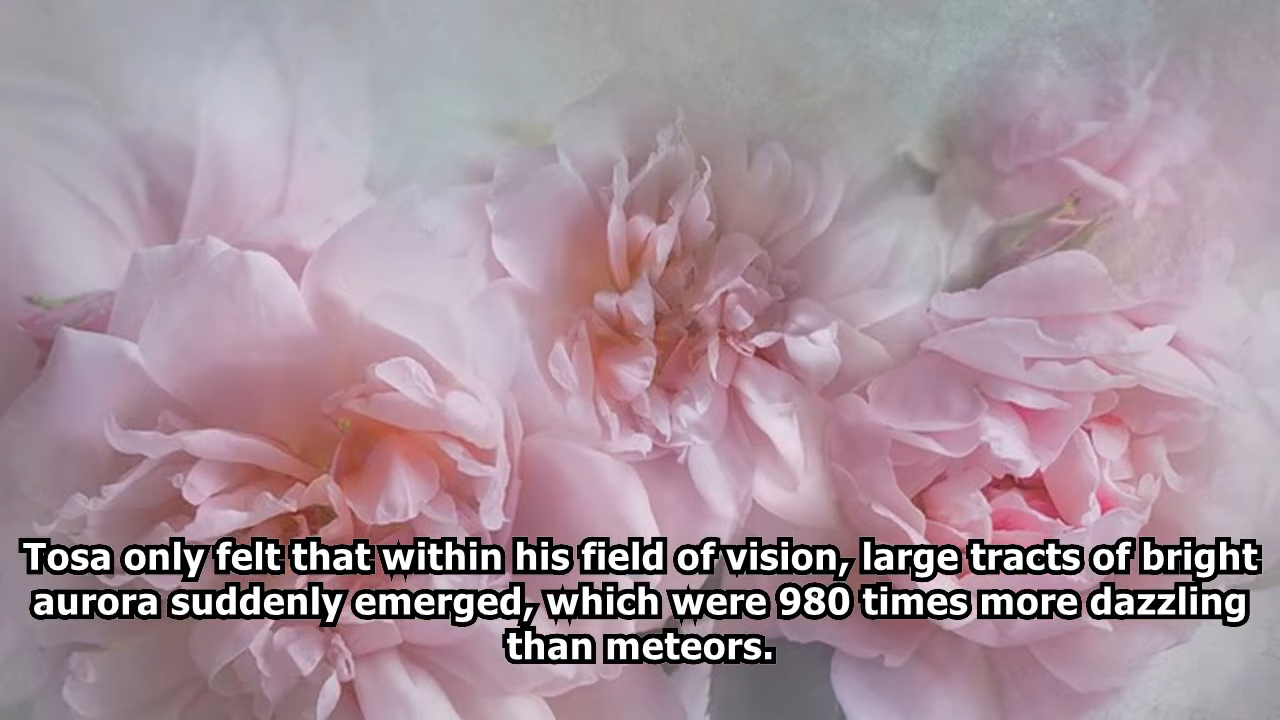 Tosa only felt that within his field of vision, large tracts of bright
aurora suddenly emerged, which were 980 times more dazzling
than meteors.